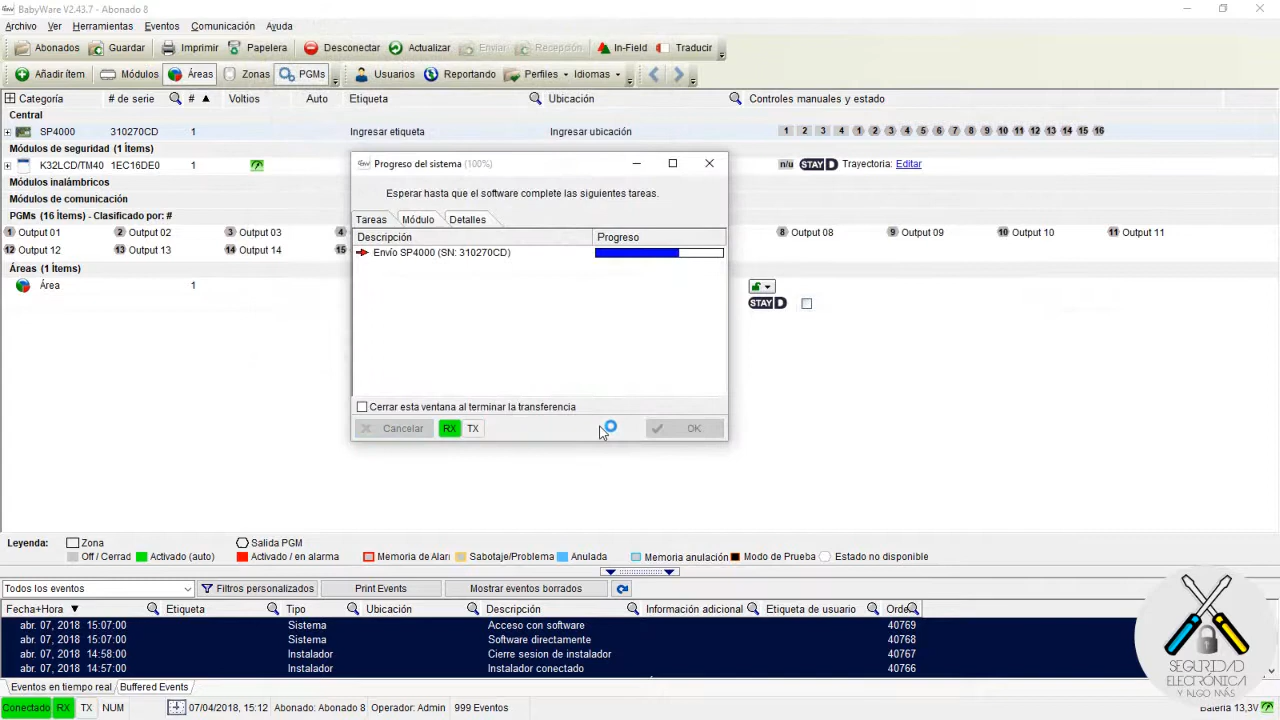 BabyWare V2.43.7 - Abonado 8
Archivo Ver Herramientas Eventos Comunicación Ayuda
Abonados Guardar Imprimir Papelera Desconectar Actualizar Enviar Recepción In-Field Traducir
Añadir ítem Módulos Áreas Zonas PGMs Usuarios Reportando Perfiles Idiomas
Categoría # de serie # Voltios Auto Etiqueta Ubicación Controles manuales y estado
Central
SP4000 310270CD 1 Ingresar etiqueta Ingresar ubicación 1 2 3 4 1 2 3 4 5 6 7 8 9 10 11 12 13 14 15 16
Módulos de seguridad (1 Ítems)
K32LCD/TM40 1EC16DE0 1 n/u STAY D Trayectoria: Editar
Módulos inalámbricos
Módulos de comunicación
PGMs (16 Ítems) - Clasificado por: #
1 Output 01 2 Output 02 3 Output 03 4 8 Output 08 9 Output 09 10 Output 10 11 Output 11
12 Output 12 13 Output 13 14 Output 14 15
Áreas (1 Ítems)
Área 1
STAY D
Progreso del sistema (100%)
Esperar hasta que el software complete las siguientes tareas.
Tareas Módulo Detalles
Descripción Progreso
Envío SP4000 (SN: 310270CD)
Cerrar esta ventana al terminar la transferencia
Cancelar RX TX OK
Leyenda: Zona Salida PGM
Off / Cerrad Activado (auto) Activado / en alarma Memoria de Alar Sabotaje/Problema Anulada Memoria anulación Modo de Prueba Estado no disponible
Todos los eventos Filtros personalizados Print Events Mostrar eventos borrados
Fecha+Hora Etiqueta Tipo Ubicación Descripción Información adicional Etiqueta de usuario Orde
abr. 07, 2018 15:07:00 Sistema Acceso con software 40769
abr. 07, 2018 15:07:00 Sistema Software directamente 40768
abr. 07, 2018 14:58:00 Instalador Cierre sesion de instalador 40767
abr. 07, 2018 14:57:00 Instalador Instalador conectado 40766
Eventos en tiempo real Buffered Events
Conectado RX TX NUM 07/04/2018, 15:12 Abonado: Abonado 8 Operador: Admin 999 Eventos Batería 13,3V
SEGURIDAD
ELECTRÓNICA
Y ALGO MÁS